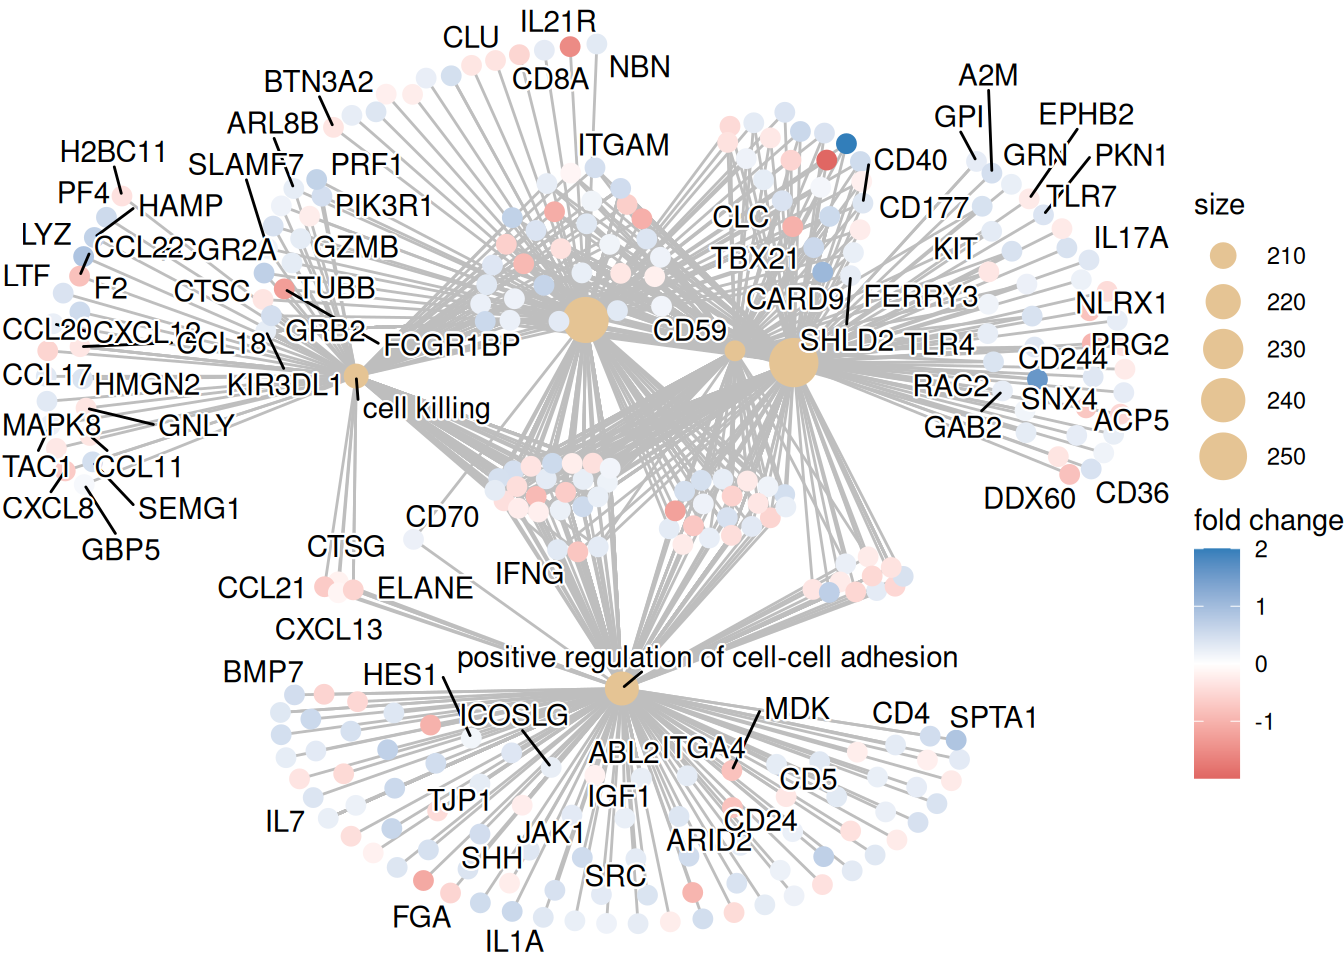 IL21R
CLU
CD8A
NBN
BTN3A2
ARL8B
ITGAM
SLAMF7
PRF1
H2BC11
PF4
HAMP
PIK3R1
LYZ
CCL22
GZMB
LTF
F2
CTSC
TUBB
CCL20
CCL18
GRB2
FCGR1BP
CCL17
HMGN2
KIR3DL1
cell killing
MAPK8
GNLY
TAC1
CCL11
CXCL8
SEMG1
GBP5
A2M
GPI
EPHB2
GRN
PKN1
CD40
TLR7
CD177
CLC
KIT
IL17A
TBX21
CARD9
FERRY3
NLRX1
CD59
SHLD2
TLR4
CD244
PRG2
RAC2
SNX4
GAB2
ACP5
DDX60
CD36
CD70
CTSG
IFNG
CCL21
ELANE
CXCL13
positive regulation of cell-cell adhesion
BMP7
HES1
ICOSLG
MDK
CD4
SPTA1
ABL2
ITGA4
CD5
TJP1
IGF1
IL7
JAK1
CD24
ARID2
SHH
SRC
FGA
IL1A
size
210
220
230
240
250
fold change
2
1
0
-1